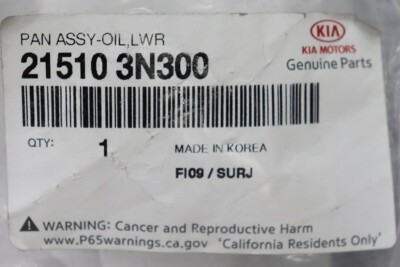 PAN ASSY-OIL,LWR
21510 3N300
KIA
KIA MOTORS
Genuine Parts
QTY: 1
MADE IN KOREA
FI09 / SURJ
WARNING: Cancer and Reproductive Harm
www.P65warnings.ca.gov 'California Residents Only'